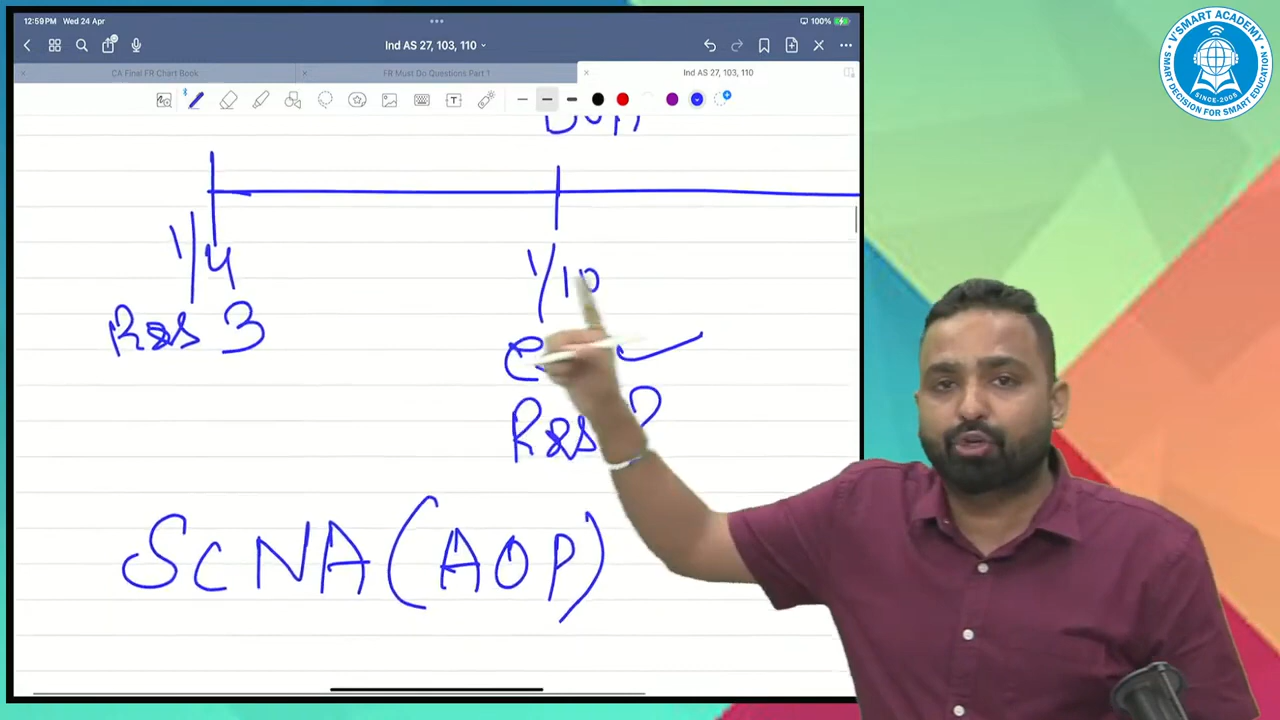 12:59 PM Wed 24 Apr
100%
Ind AS 27, 103, 110
CA Final FR Chart Book
FR Must Do Questions Part 1
Ind AS 27, 103, 110
T
1/4
1/10
R&S 3
R&S ?
SCNA (AOP)
V'SMART ACADEMY
SINCE-2008
SMART DECISION FOR SMART EDUCATION